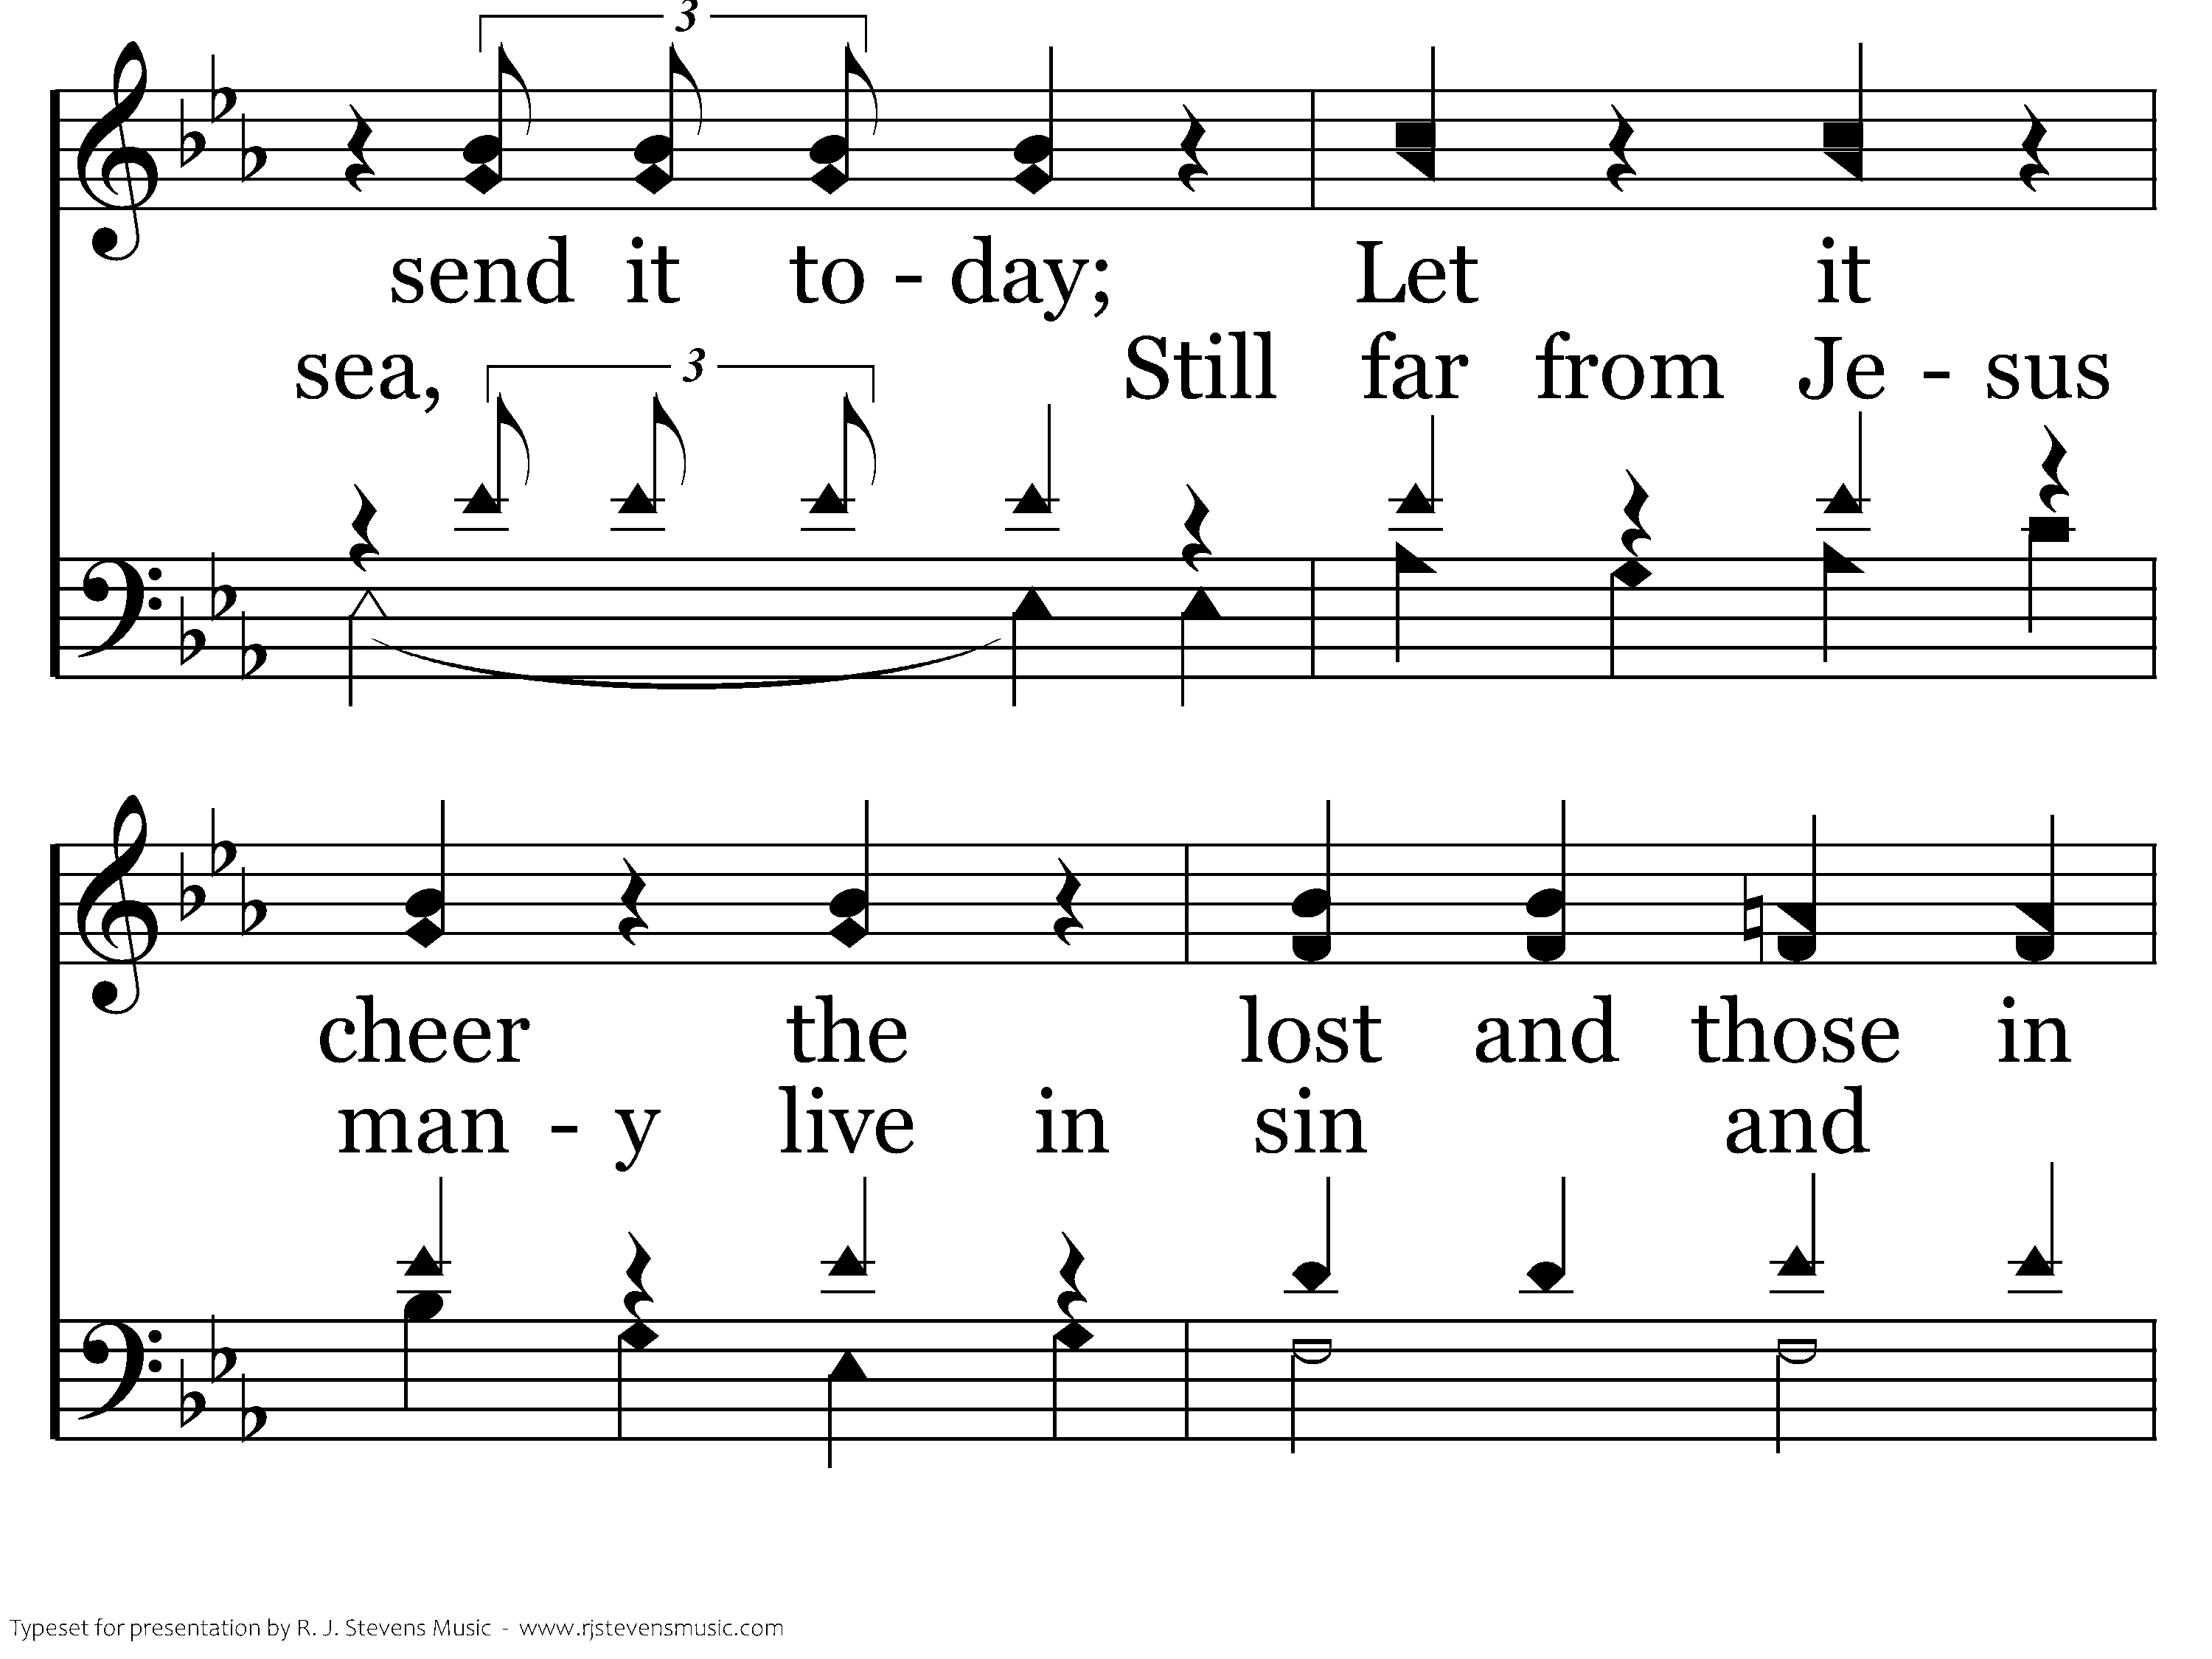 3
send it to - day; Let it
sea, Still far from Je - sus
3
cheer the lost and those in
man - y live in sin and
Typeset for presentation by R. J. Stevens Music - www.rjstevensmusic.com